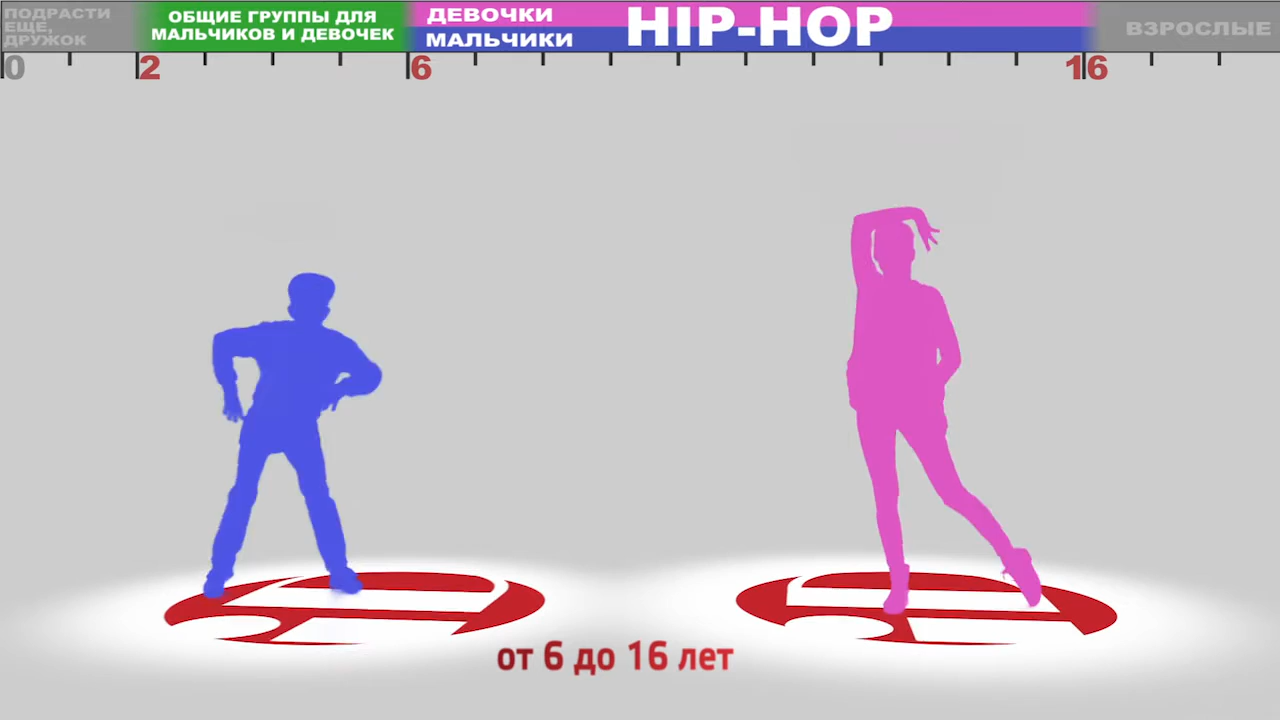 ПОДРАСТИ
ЕЩЕ,
ДРУЖОК
ОБЩИЕ ГРУППЫ ДЛЯ
МАЛЬЧИКОВ И ДЕВОЧЕК
ДЕВОЧКИ
МАЛЬЧИКИ
HIP-HOP
ВЗРОСЛЫЕ
0 2 6 16
от 6 до 16 лет